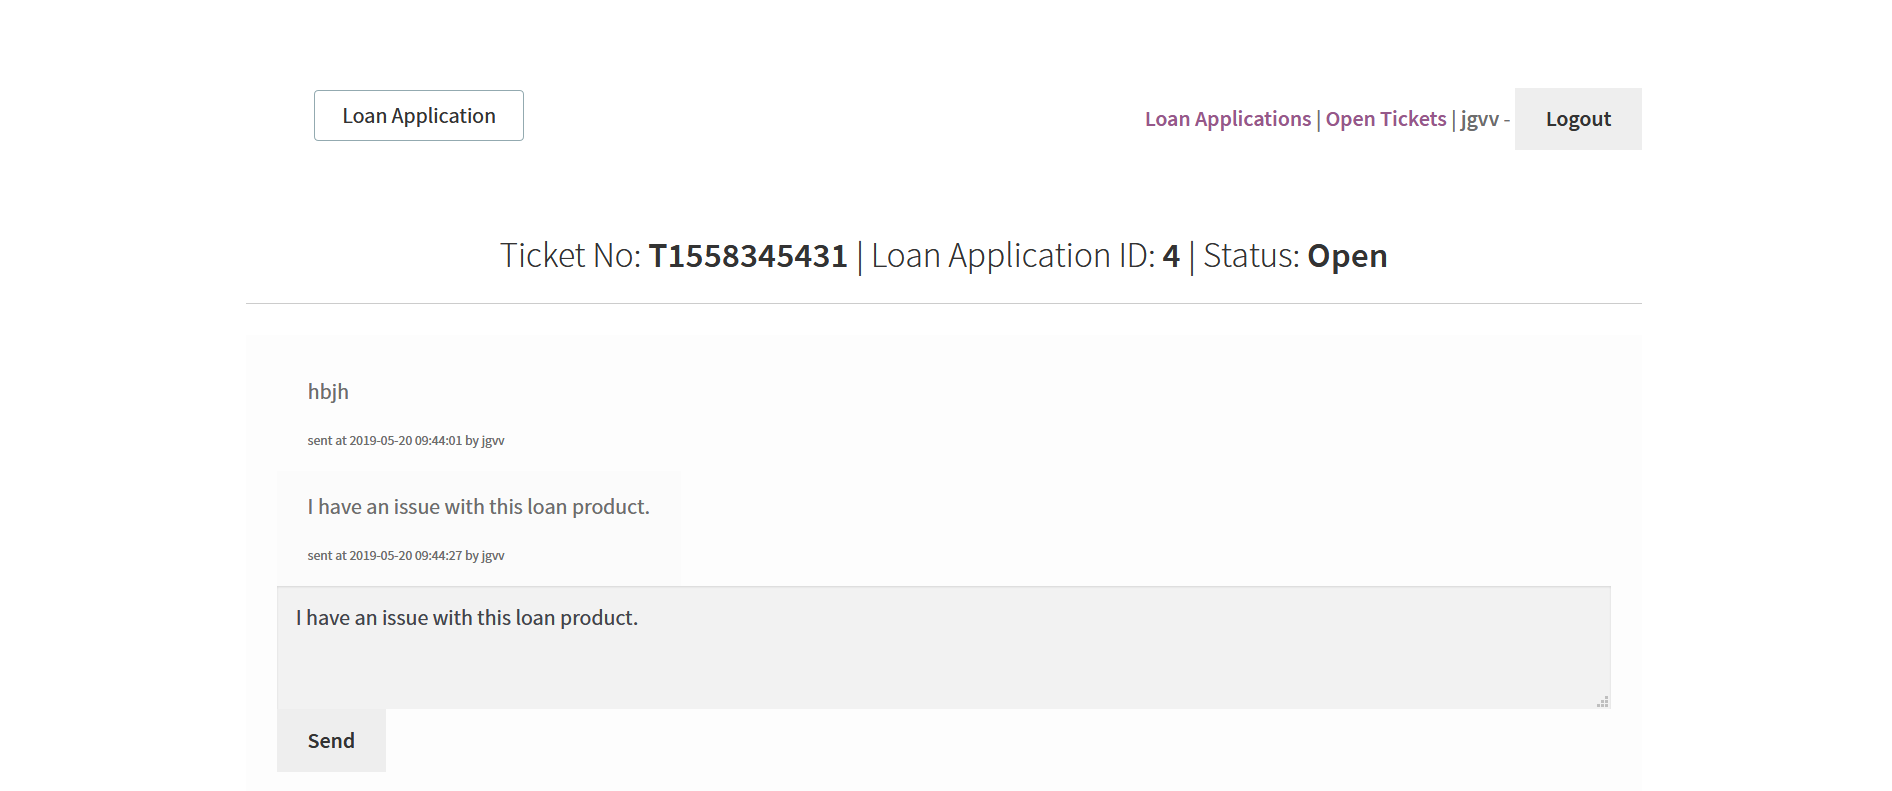 Loan Application
Loan Applications | Open Tickets | jgvv - Logout
Ticket No: T1558345431 | Loan Application ID: 4 | Status: Open
hbjh
sent at 2019-05-20 09:44:01 by jgvv
I have an issue with this loan product.
sent at 2019-05-20 09:44:27 by jgvv
I have an issue with this loan product.
Send